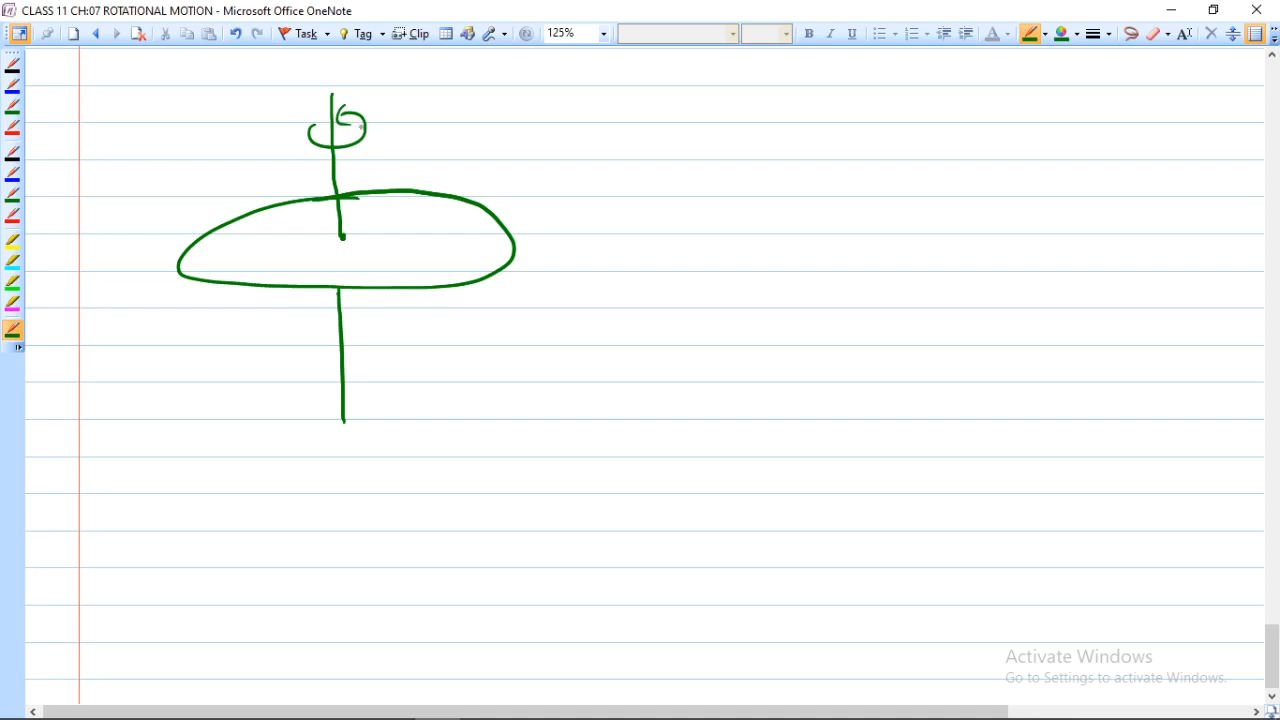 CLASS 11 CH:07 ROTATIONAL MOTION - Microsoft Office OneNote
Task Tag Clip 125% B I U A A
Activate Windows
Go to Settings to activate Windows.